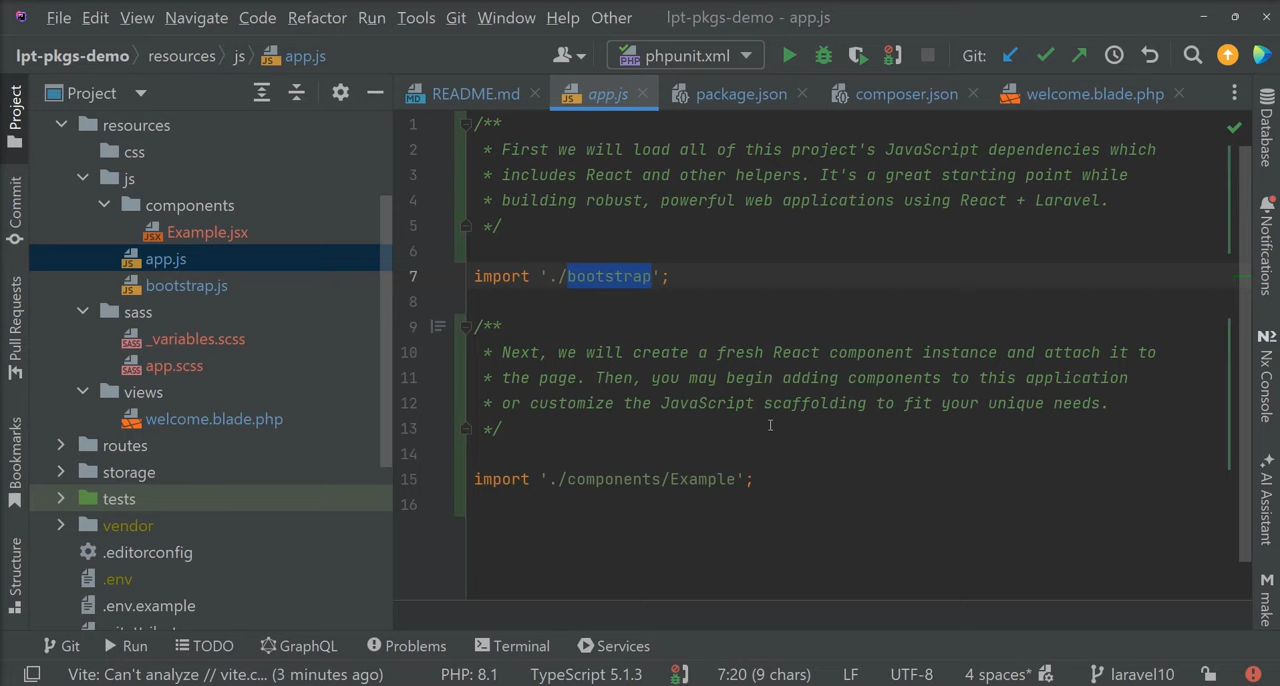 File Edit View Navigate Code Refactor Run Tools Git Window Help Other lpt-pkgs-demo - app.js
lpt-pkgs-demo resources js app.js phpunit.xml Git:
Project
README.md app.js package.json composer.json welcome.blade.php
Project
Commit
Pull Requests
Bookmarks
Structure
resources
css
js
components
Example.jsx
app.js
bootstrap.js
sass
_variables.scss
app.scss
views
welcome.blade.php
routes
storage
tests
vendor
.editorconfig
.env
.env.example
1 /**
2 * First we will load all of this project's JavaScript dependencies which
3 * includes React and other helpers. It's a great starting point while
4 * building robust, powerful web applications using React + Laravel.
5 */
6
7 import './bootstrap';
8
9 /**
10 * Next, we will create a fresh React component instance and attach it to
11 * the page. Then, you may begin adding components to this application
12 * or customize the JavaScript scaffolding to fit your unique needs.
13 */
14
15 import './components/Example';
16
Database
Notifications
Nx Console
AI Assistant
make
Git Run TODO GraphQL Problems Terminal Services
Vite: Can't analyze // vite.c... (3 minutes ago) PHP: 8.1 TypeScript 5.1.3 7:20 (9 chars) LF UTF-8 4 spaces* laravel10